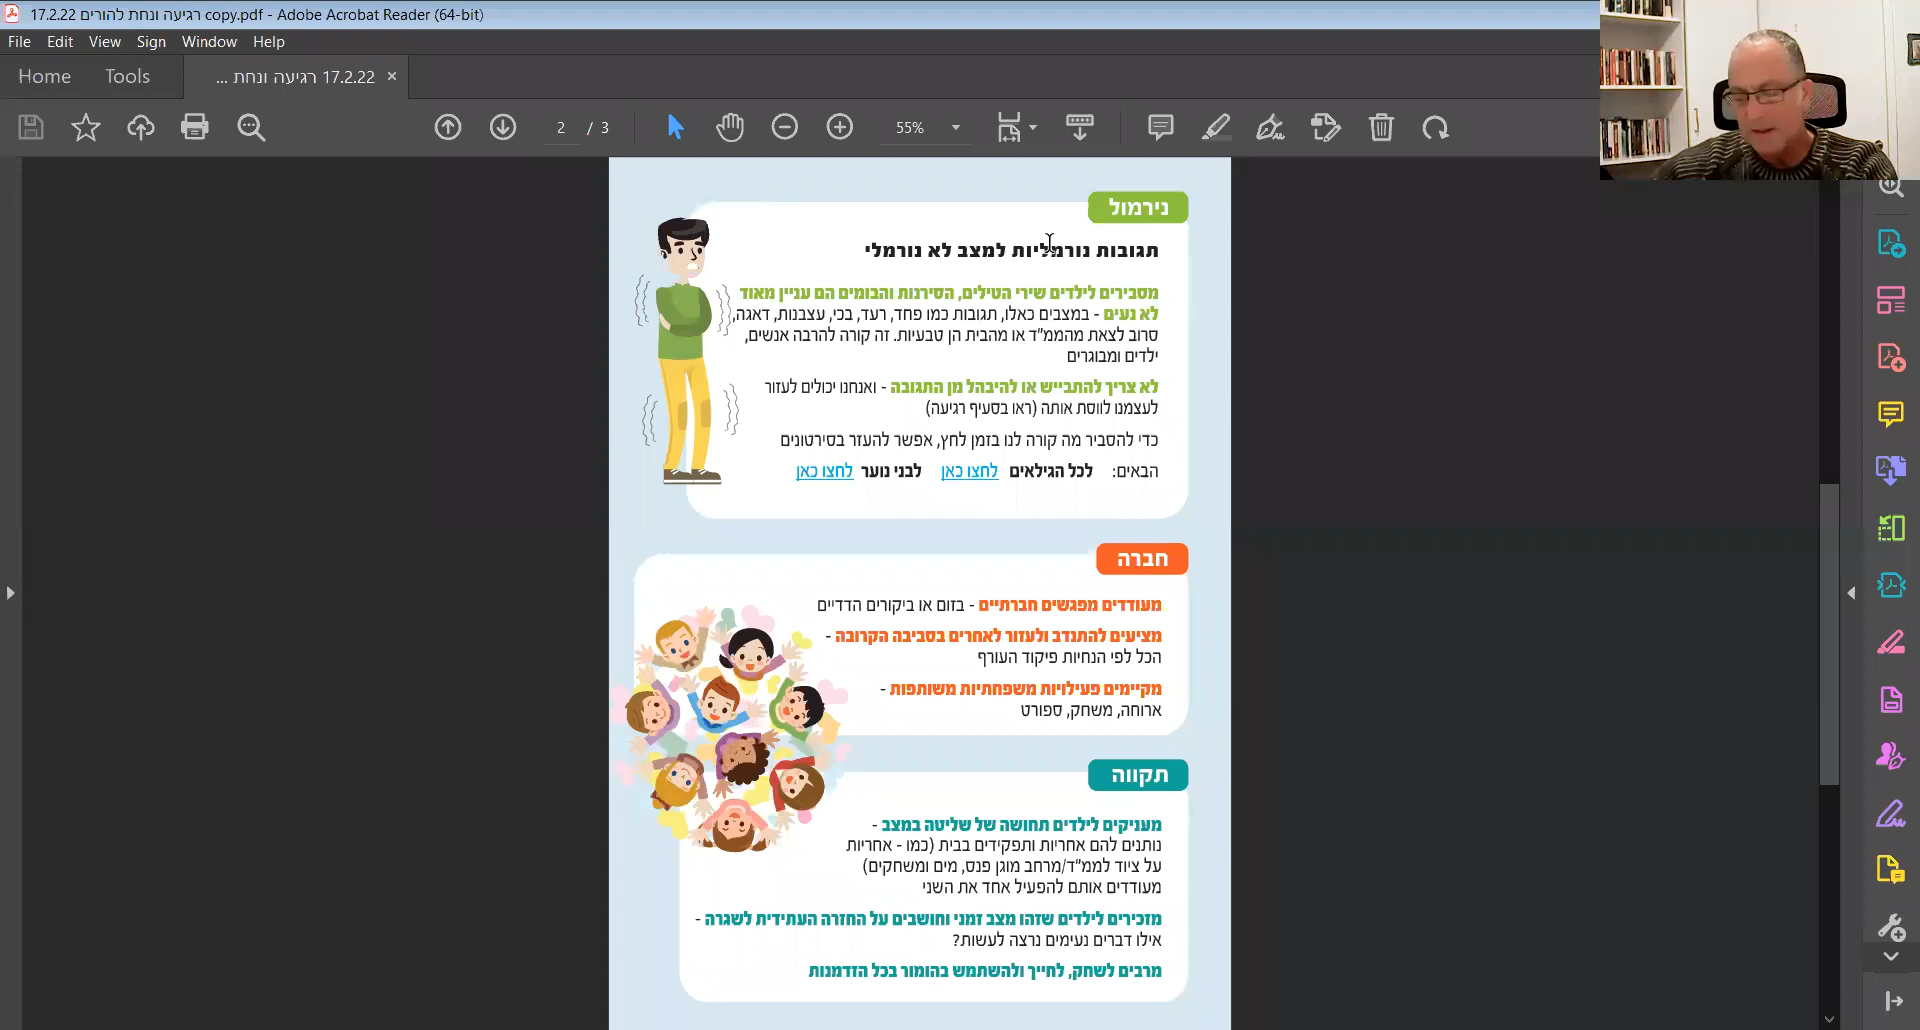 17.2.22 רגיעה ונחת להורים copy.pdf - Adobe Acrobat Reader (64-bit)
File Edit View Sign Window Help
Home Tools 17.2.22 רגיעה ונחת ... ×
2 / 3 55%
נירמול
תגובות נורמליות למצב לא נורמלי
מסבירים לילדים שירי הטילים, הסירנות והבומים הם עניין מאוד
לא נעים - במצבים כאלו, תגובות כמו פחד, רעד, בכי, עצבנות, דאגה,
סרוב לצאת מהממ"ד או מהבית הן טבעיות. זה קורה להרבה אנשים,
ילדים ומבוגרים
לא צריך להתבייש או להיבהל מן התגובה - ואנחנו יכולים לעזור
לעצמנו לווסת אותה (ראו בסעיף רגיעה)
כדי להסביר מה קורה לנו בזמן לחץ, אפשר להעזר בסירטונים
הבאים: לכל הגילאים לחצו כאן לבני נוער לחצו כאן
חברה
מעודדים מפגשים חברתיים - בזום או ביקורים הדדיים
מציעים להתנדב ולעזור לאחרים בסביבה הקרובה -
הכל לפי הנחיות פיקוד העורף
מקיימים פעילויות משפחתיות משותפות -
ארוחה, משחק, ספורט
תקווה
מעניקים לילדים תחושה של שליטה במצב -
נותנים להם אחריות ותפקידים בבית (כמו - אחריות
על ציוד לממ"ד/מרחב מוגן פנס, מים ומשחקים)
מעודדים אותם להפעיל אחד את השני
מזכירים לילדים שזהו מצב זמני וחושבים על החזרה העתידית לשגרה -
אילו דברים נעימים נרצה לעשות?
מרבים לשחק, לחייך ולהשתמש בהומור בכל הזדמנות